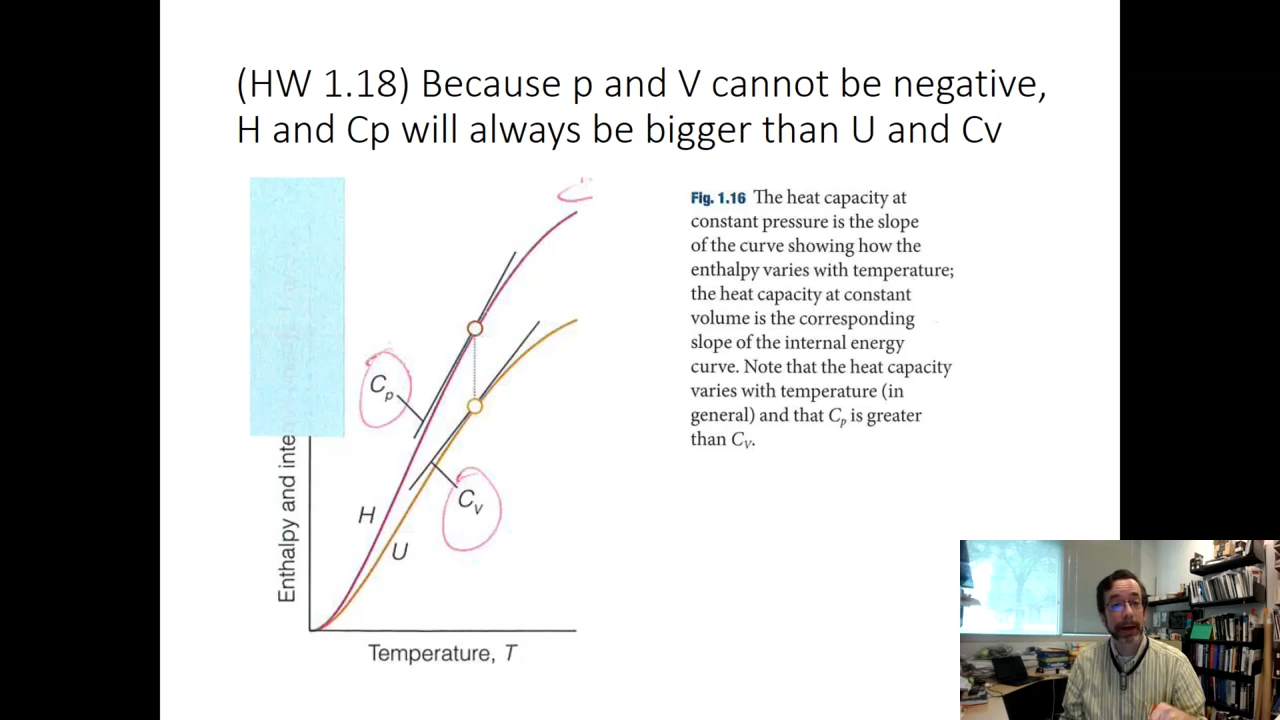 (HW 1.18) Because p and V cannot be negative,
H and Cp will always be bigger than U and Cv
Fig. 1.16 The heat capacity at
constant pressure is the slope
of the curve showing how the
enthalpy varies with temperature;
the heat capacity at constant
volume is the corresponding
slope of the internal energy
curve. Note that the heat capacity
varies with temperature (in
general) and that Cp is greater
than CV.
Enthalpy and inte
Cp
CV
H
U
Temperature, T